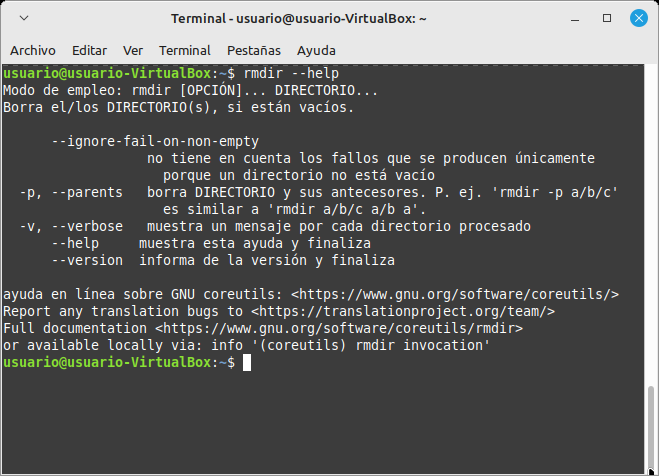 Terminal - usuario@usuario-VirtualBox: ~
Archivo Editar Ver Terminal Pestañas Ayuda
usuario@usuario-VirtualBox:~$ rmdir --help
Modo de empleo: rmdir [OPCIÓN]... DIRECTORIO...
Borra el/los DIRECTORIO(s), si están vacíos.

      --ignore-fail-on-non-empty
                  no tiene en cuenta los fallos que se producen únicamente
                    porque un directorio no está vacío
  -p, --parents   borra DIRECTORIO y sus antecesores. P. ej. 'rmdir -p a/b/c'
                    es similar a 'rmdir a/b/c a/b a'.
  -v, --verbose   muestra un mensaje por cada directorio procesado
      --help     muestra esta ayuda y finaliza
      --version  informa de la versión y finaliza

ayuda en línea sobre GNU coreutils: <https://www.gnu.org/software/coreutils/>
Report any translation bugs to <https://translationproject.org/team/>
Full documentation <https://www.gnu.org/software/coreutils/rmdir>
or available locally via: info '(coreutils) rmdir invocation'
usuario@usuario-VirtualBox:~$